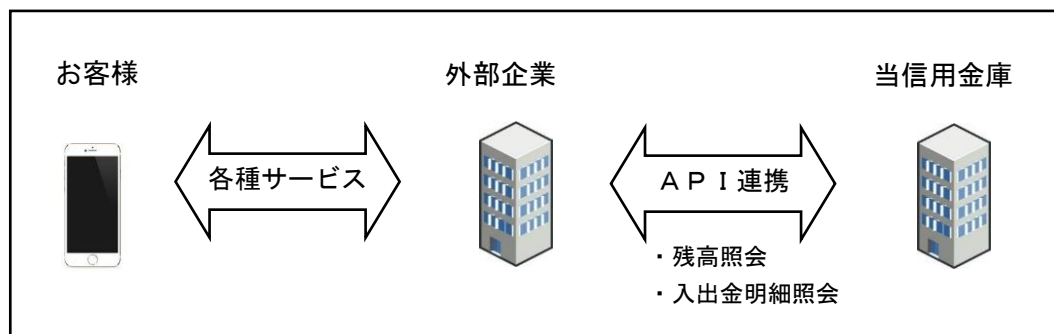 お客様
外部企業
当信用金庫
各種サービス
ＡＰＩ連携
・残高照会
・入出金明細照会